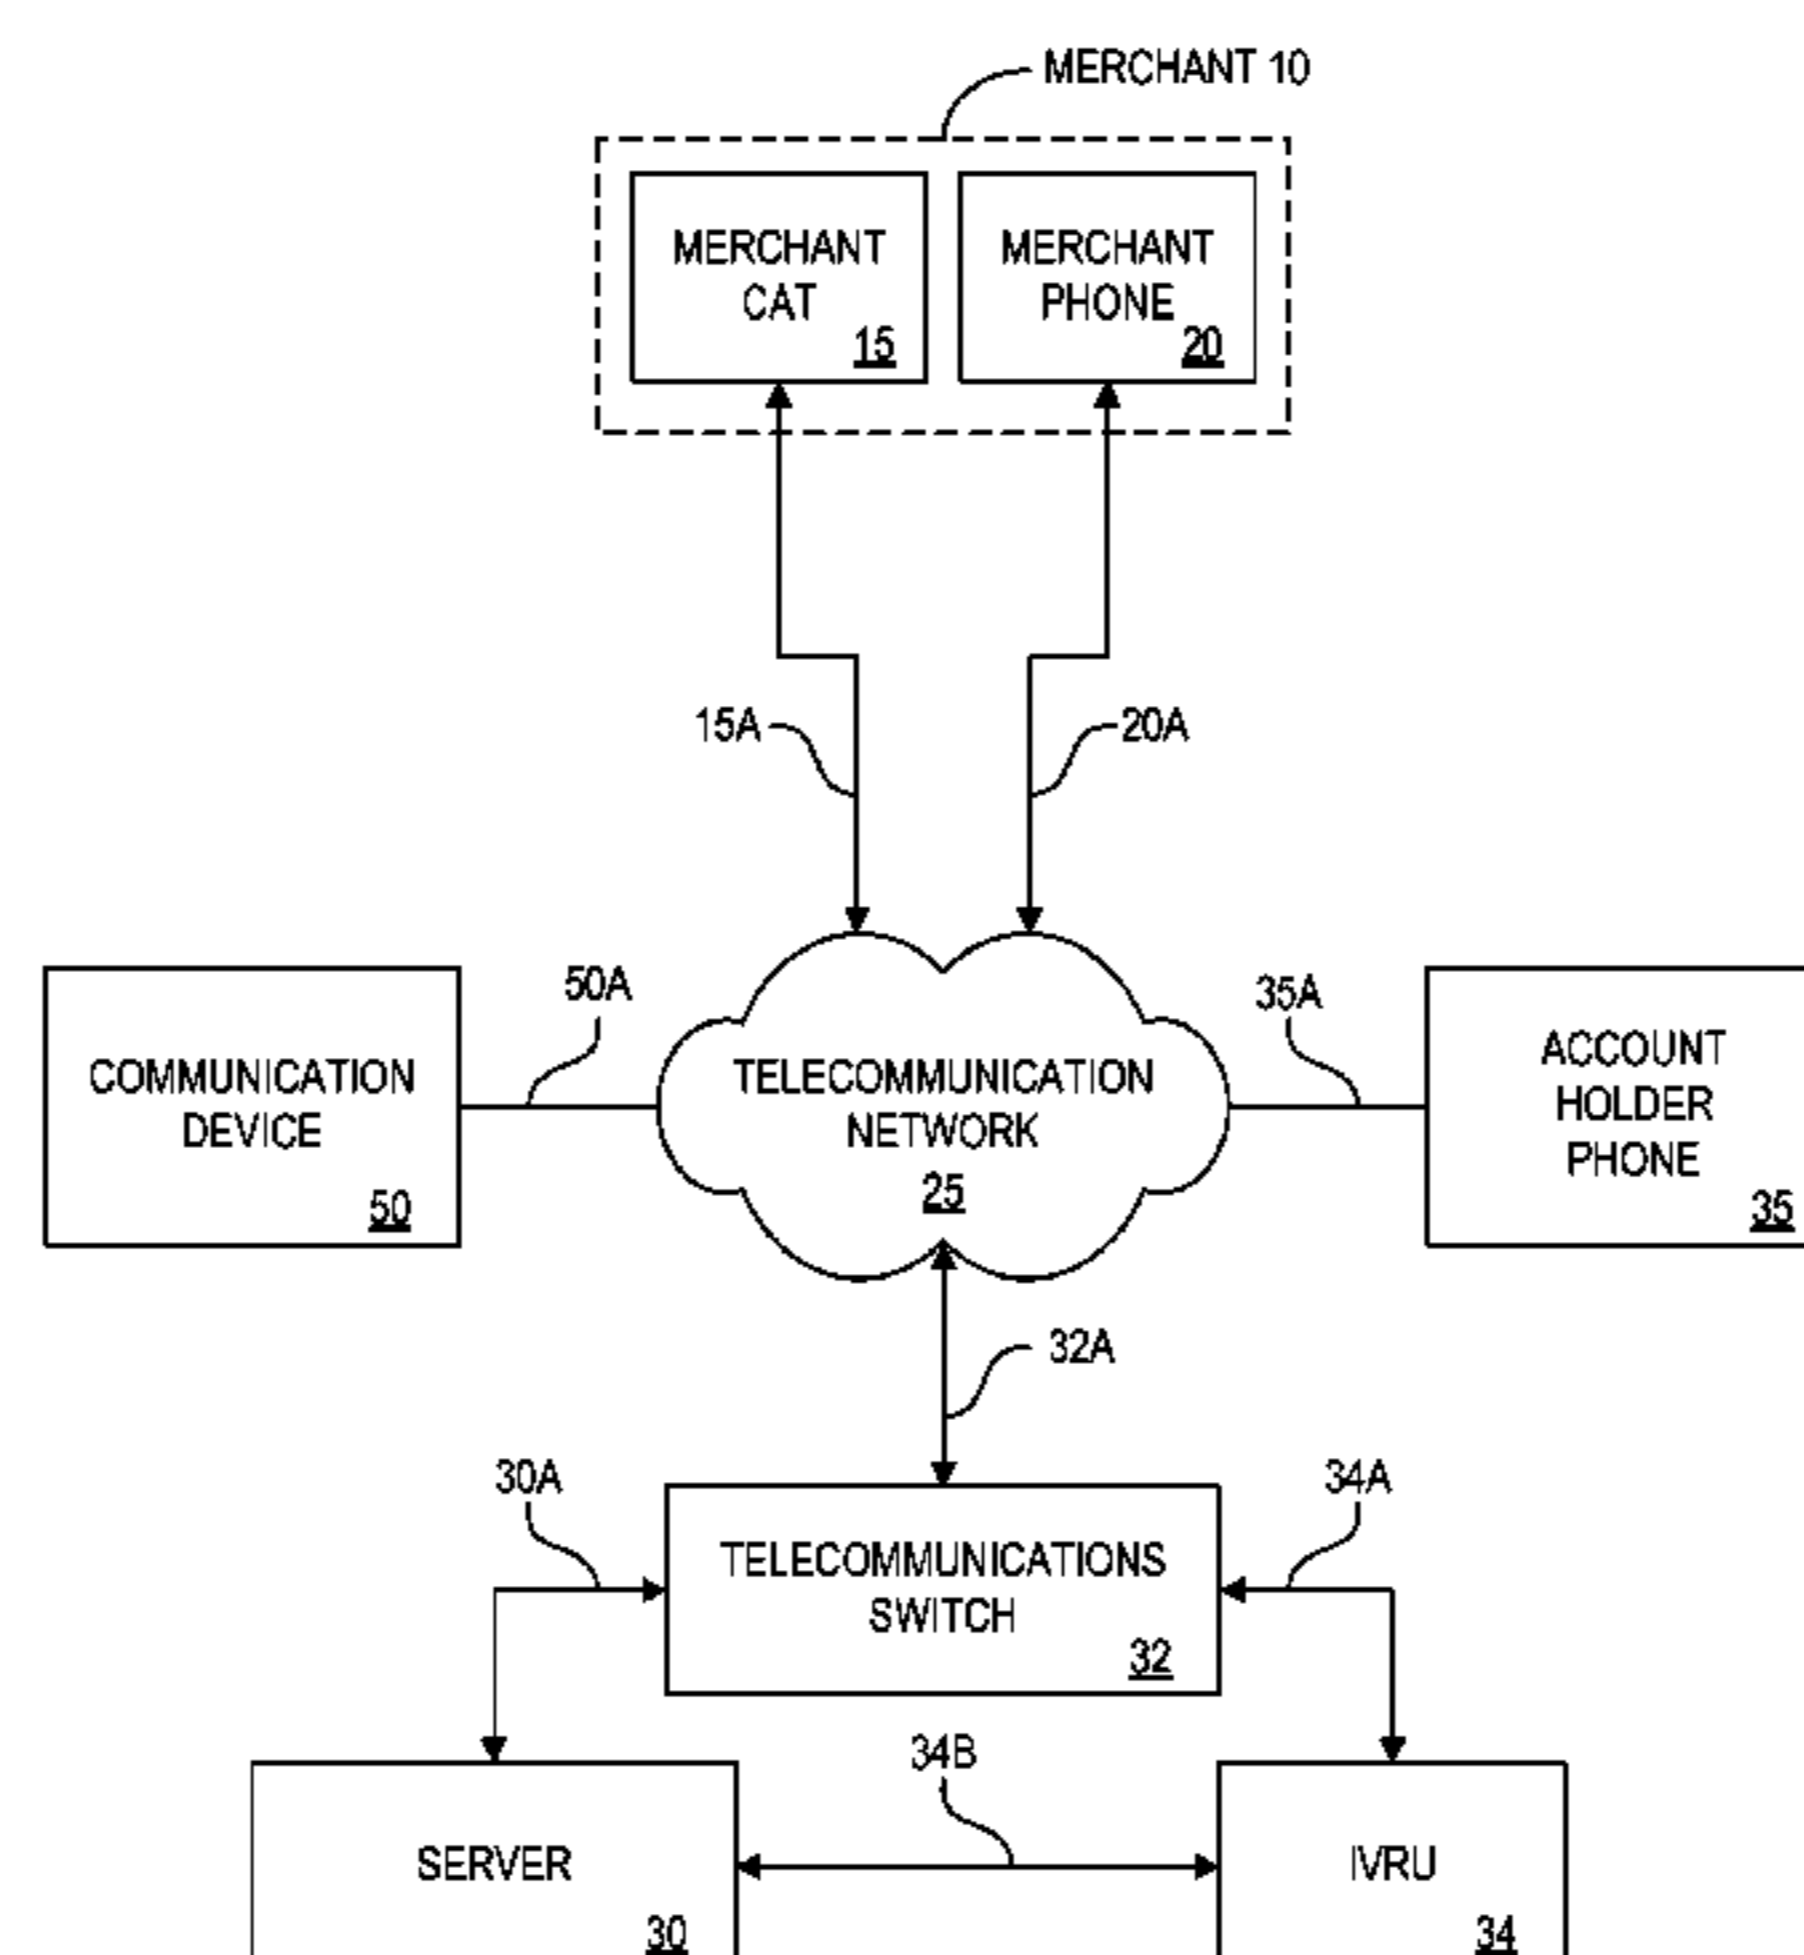 MERCHANT 10
MERCHANT
CAT
15
MERCHANT
PHONE
20
15A
20A
50A
35A
COMMUNICATION
DEVICE
50
TELECOMMUNICATION
NETWORK
25
ACCOUNT
HOLDER
PHONE
35
32A
30A
34A
TELECOMMUNICATIONS
SWITCH
32
34B
SERVER
30
IVRU
34